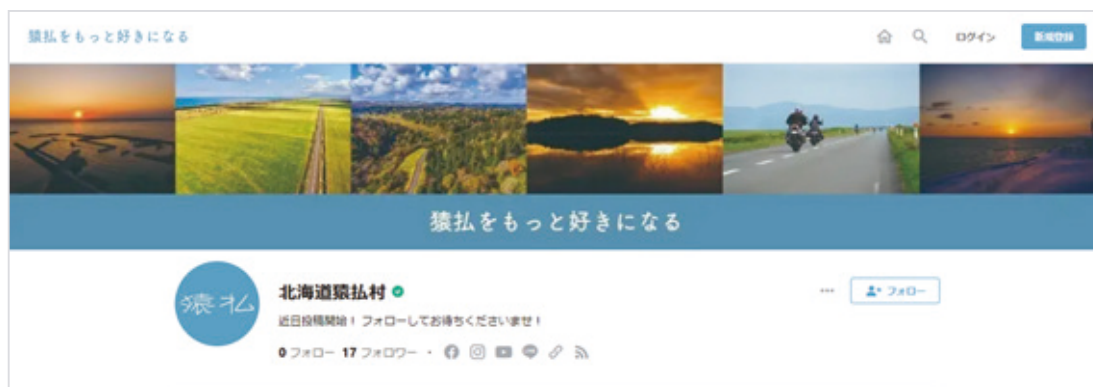 猿払をもっと好きになる
ログイン
新規登録
猿払をもっと好きになる
猿払
北海道猿払村
近日投稿開始！ フォローしてお待ちくださいませ！
0 フォロー 17 フォロワー
フォロー